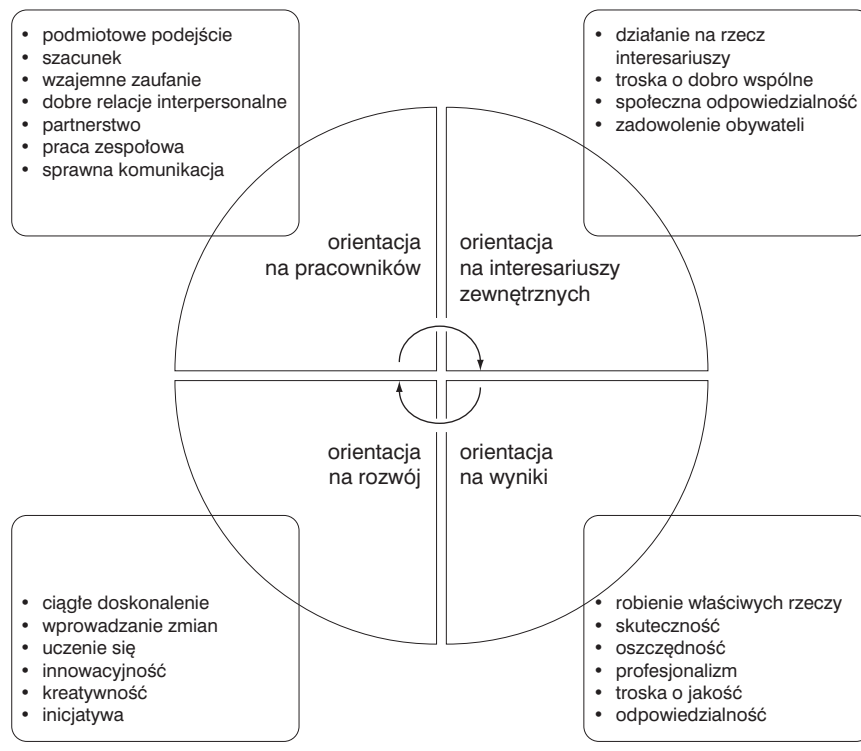 • podmiotowe podejście
• szacunek
• wzajemne zaufanie
• dobre relacje interpersonalne
• partnerstwo
• praca zespołowa
• sprawna komunikacja
• działanie na rzecz
interesariuszy
• troska o dobro wspólne
• społeczna odpowiedzialność
• zadowolenie obywateli
orientacja
na pracowników
orientacja
na interesariuszy
zewnętrznych
orientacja
na rozwój
orientacja
na wyniki
• ciągłe doskonalenie
• wprowadzanie zmian
• uczenie się
• innowacyjność
• kreatywność
• inicjatywa
• robienie właściwych rzeczy
• skuteczność
• oszczędność
• profesjonalizm
• troska o jakość
• odpowiedzialność